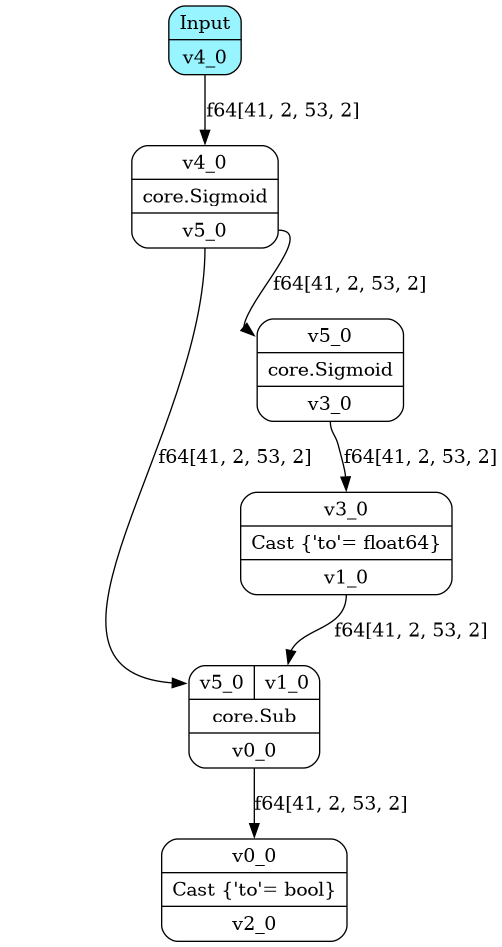 Input
v4_0
f64[41, 2, 53, 2]
v4_0
core.Sigmoid
v5_0
f64[41, 2, 53, 2]
v5_0
core.Sigmoid
v3_0
f64[41, 2, 53, 2]
f64[41, 2, 53, 2]
v3_0
Cast {'to'= float64}
v1_0
f64[41, 2, 53, 2]
v5_0 v1_0
core.Sub
v0_0
f64[41, 2, 53, 2]
v0_0
Cast {'to'= bool}
v2_0